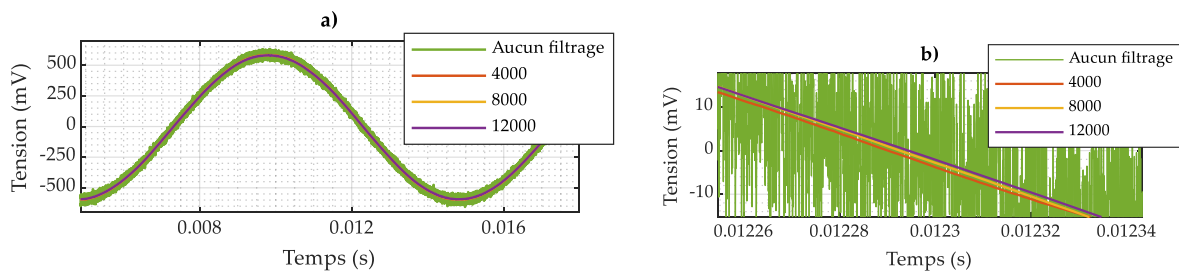 a)
Tension (mV)
500
250
0
-250
-500
0.008
0.012
0.016
Temps (s)
Aucun filtrage
4000
8000
12000
b)
Tension (mV)
10
0
-10
0.01226
0.01228
0.0123
0.01232
0.01234
Temps (s)
Aucun filtrage
4000
8000
12000